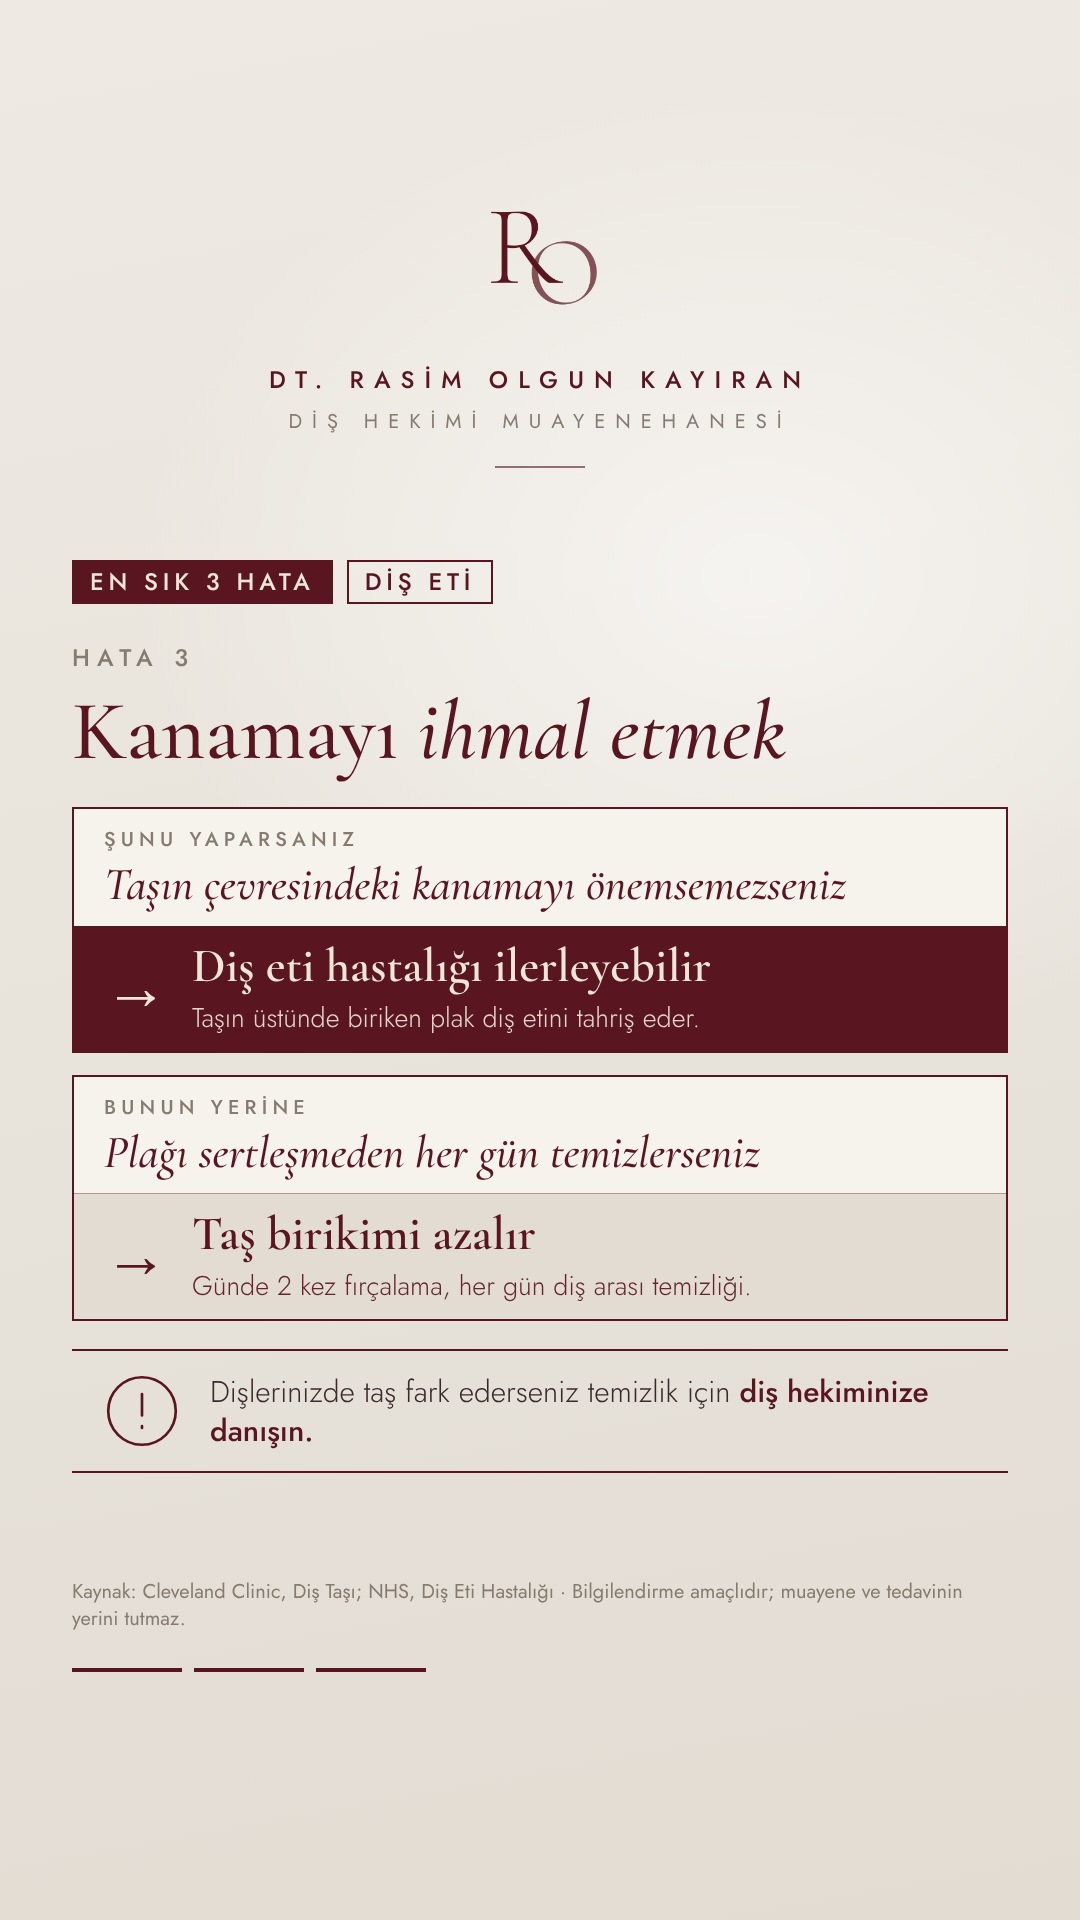 RO
DT. RASİM OLGUN KAYIRAN
DİŞ HEKİMİ MUAYENEHANESİ
EN SIK 3 HATA DİŞ ETİ
HATA 3
Kanamayı ihmal etmek
ŞUNU YAPARSANIZ
Taşın çevresindeki kanamayı önemsemezseniz
→ Diş eti hastalığı ilerleyebilir
Taşın üstünde biriken plak diş etini tahriş eder.
BUNUN YERİNE
Plağı sertleşmeden her gün temizlerseniz
→ Taş birikimi azalır
Günde 2 kez fırçalama, her gün diş arası temizliği.
! Dişlerinizde taş fark ederseniz temizlik için diş hekiminize
danışın.
Kaynak: Cleveland Clinic, Diş Taşı; NHS, Diş Eti Hastalığı · Bilgilendirme amaçlıdır; muayene ve tedavinin
yerini tutmaz.